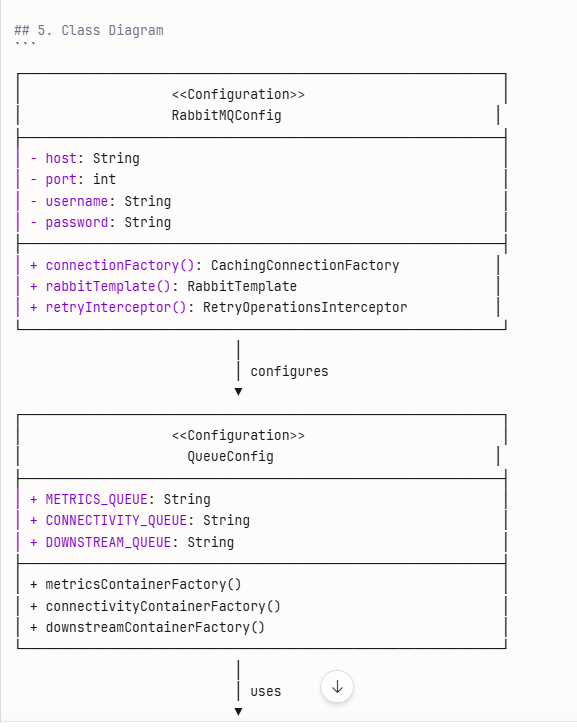 ## 5. Class Diagram
```
<<Configuration>>
RabbitMQConfig
- host: String
- port: int
- username: String
- password: String
+ connectionFactory(): CachingConnectionFactory
+ rabbitTemplate(): RabbitTemplate
+ retryInterceptor(): RetryOperationsInterceptor
configures
<<Configuration>>
QueueConfig
+ METRICS_QUEUE: String
+ CONNECTIVITY_QUEUE: String
+ DOWNSTREAM_QUEUE: String
+ metricsContainerFactory()
+ connectivityContainerFactory()
+ downstreamContainerFactory()
uses